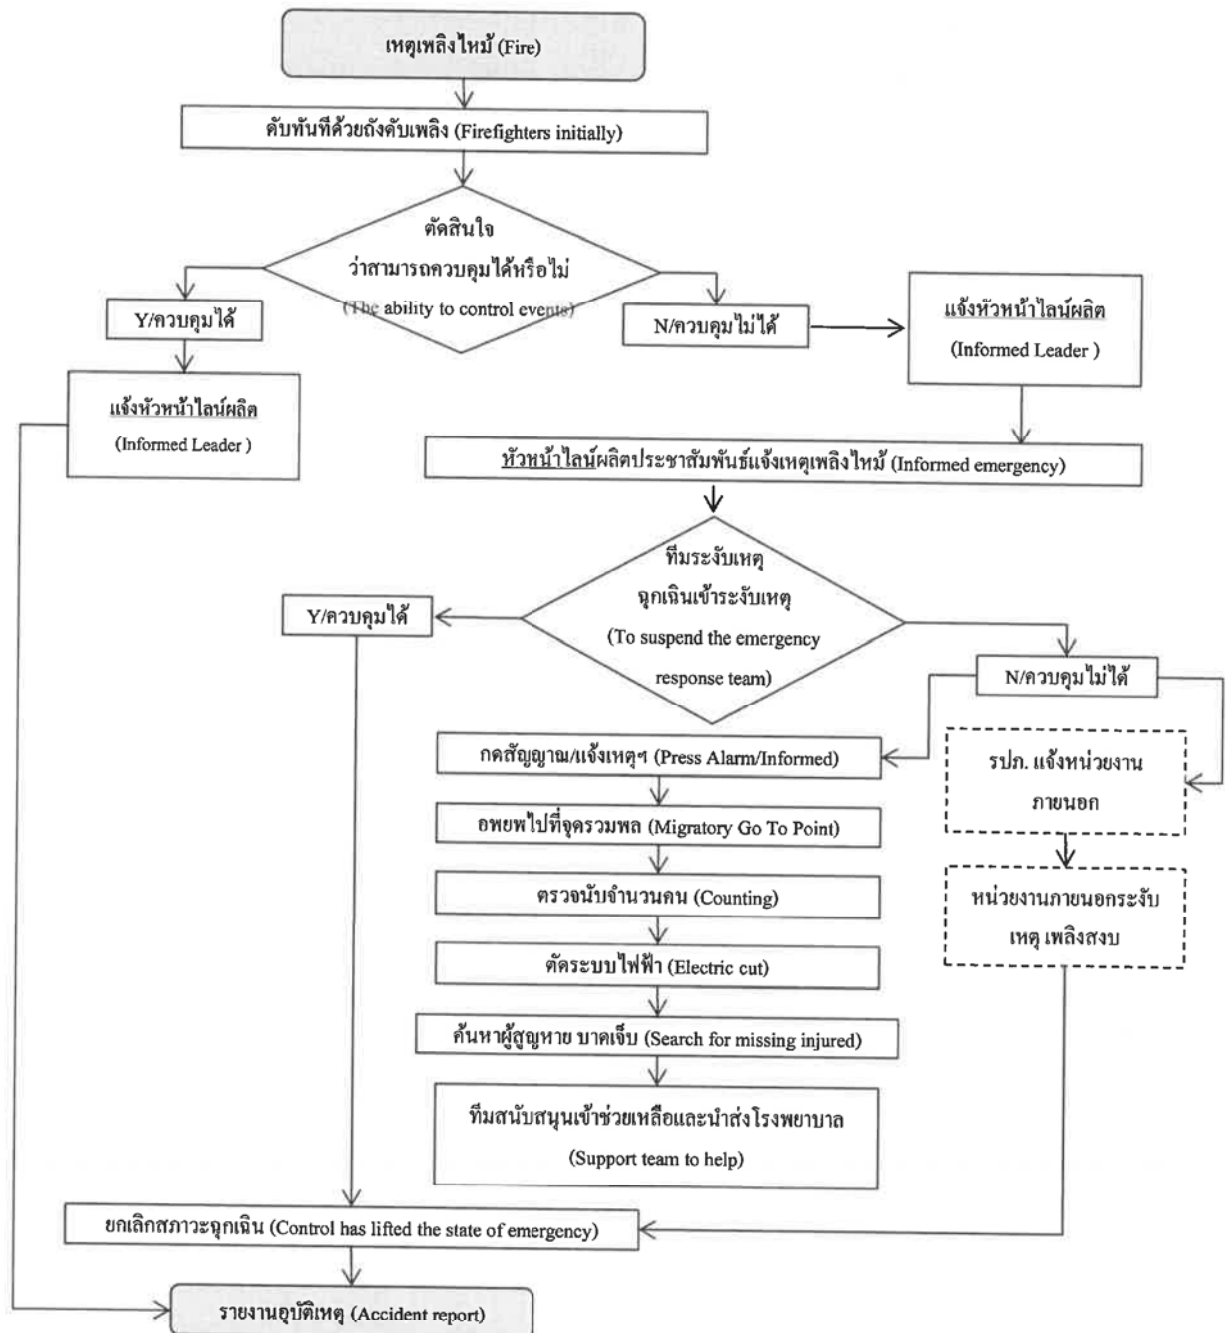 เหตุเพลิงไหม้ (Fire)
ดับทันทีด้วยถังดับเพลิง (Firefighters initially)
ตัดสินใจ
ว่าสามารถควบคุมได้หรือไม่
(The ability to control events)
Y/ควบคุมได้
N/ควบคุมไม่ได้
แจ้งหัวหน้าไลน์ผลิต
(Informed Leader )
แจ้งหัวหน้าไลน์ผลิต
(Informed Leader )
หัวหน้าไลน์ผลิตประชาสัมพันธ์แจ้งเหตุเพลิงไหม้ (Informed emergency)
ทีมระงับเหตุ
ฉุกเฉินเข้าระงับเหตุ
(To suspend the emergency
response team)
Y/ควบคุมได้
N/ควบคุมไม่ได้
กดสัญญาณ/แจ้งเหตุฯ (Press Alarm/Informed)
รปภ. แจ้งหน่วยงาน
ภายนอก
อพยพไปที่จุดรวมพล (Migratory Go To Point)
ตรวจนับจำนวนคน (Counting)
หน่วยงานภายนอกระงับ
เหตุ เพลิงสงบ
ตัดระบบไฟฟ้า (Electric cut)
ค้นหาผู้สูญหาย บาดเจ็บ (Search for missing injured)
ทีมสนับสนุนเข้าช่วยเหลือและนำส่งโรงพยาบาล
(Support team to help)
ยกเลิกสภาวะฉุกเฉิน (Control has lifted the state of emergency)
รายงานอุบัติเหตุ (Accident report)